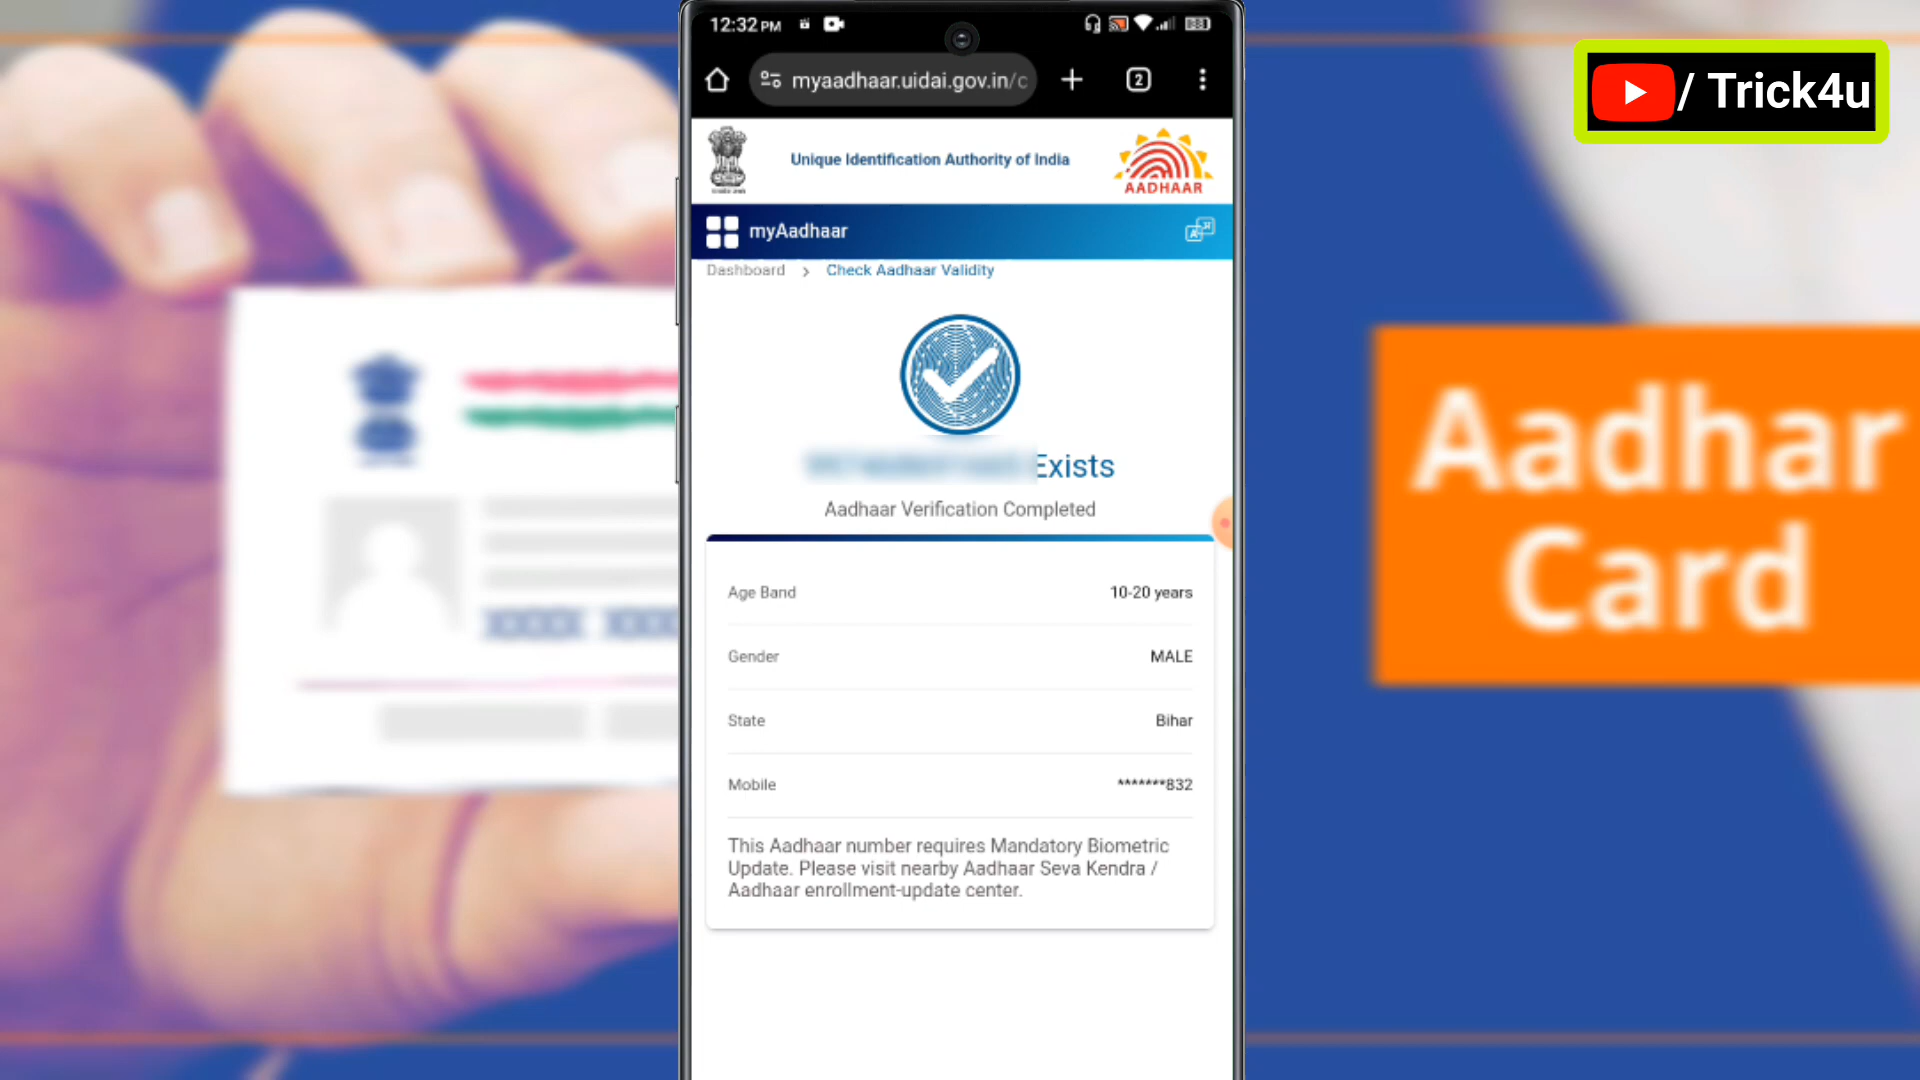 12:32 PM
myaadhaar.uidai.gov.in/c
2
/ Trick4u
Unique Identification Authority of India
AADHAAR
myAadhaar
Dashboard > Check Aadhaar Validity
Exists
Aadhaar Verification Completed
Age Band 10-20 years
Gender MALE
State Bihar
Mobile *******832
This Aadhaar number requires Mandatory Biometric
Update. Please visit nearby Aadhaar Seva Kendra /
Aadhaar enrollment-update center.
Aadhar
Card